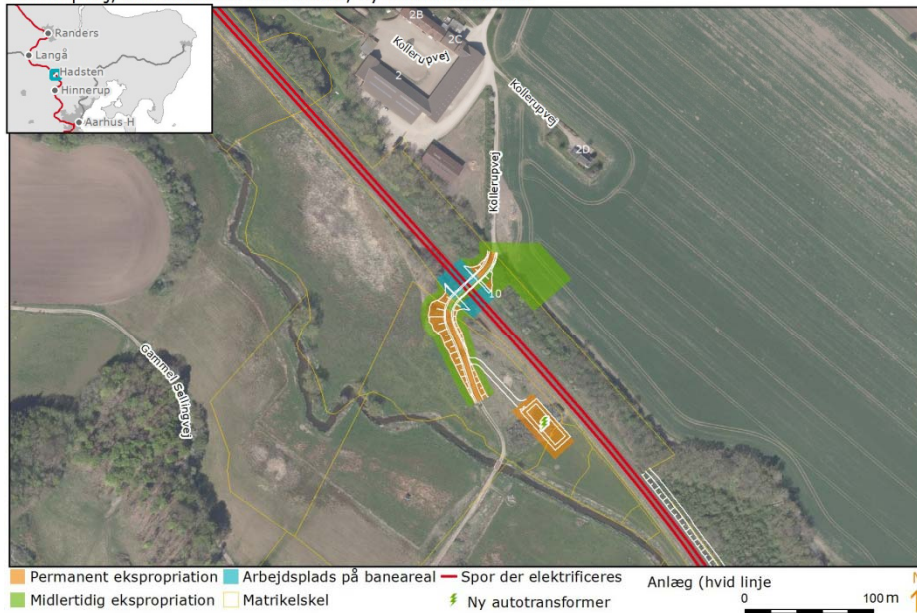 Randers
Langå
Hadsten
Hinnerup
Aarhus H
2B
2C
Kollerupvej
2
Kollerupvej
2D
Kollerupvej
10
Gammel Sellingvej
Permanent ekspropriation
Arbejdsplads på baneareal
Spor der elektrificeres
Anlæg (hvid linje
Midlertidig ekspropriation
Matrikelskel
Ny autotransformer
0
100 m